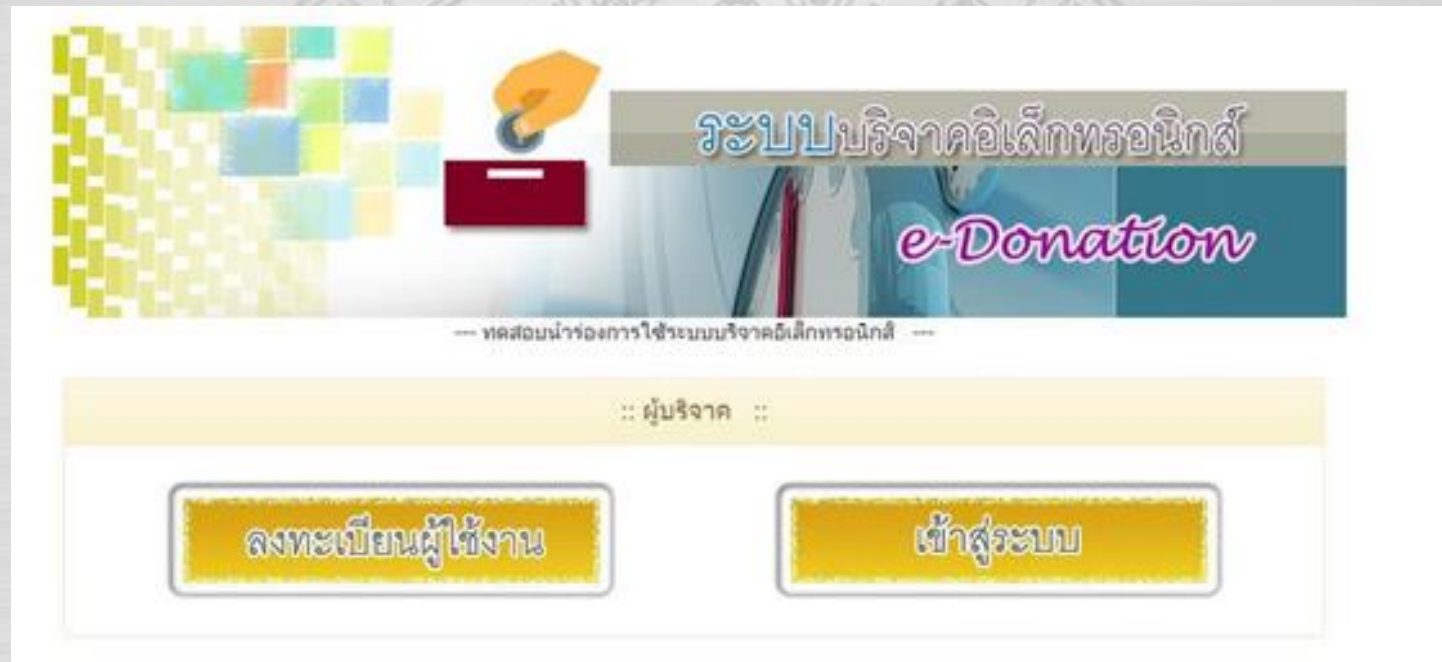 ระบบบริจาคอิเล็กทรอนิกส์
e-Donation
--- ทดสอบนำร่องการใช้ระบบบริจาคอิเล็กทรอนิกส์ ---
:: ผู้บริจาค ::
ลงทะเบียนผู้ใช้งาน เข้าสู่ระบบ